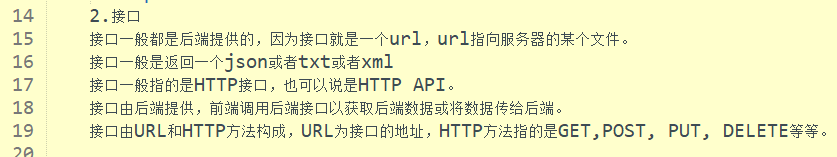 14 2.接口
15 接口一般都是后端提供的，因为接口就是一个url，url指向服务器的某个文件。
16 接口一般是返回一个json或者txt或者xml
17 接口一般指的是HTTP接口，也可以说是HTTP API。
18 接口由后端提供，前端调用后端接口以获取后端数据或将数据传给后端。
19 接口由URL和HTTP方法构成，URL为接口的地址，HTTP方法指的是GET,POST, PUT, DELETE等等。
20